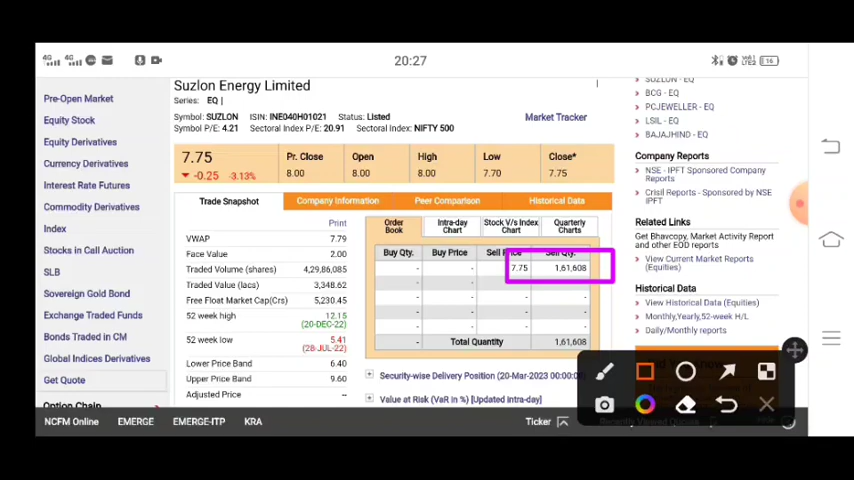 20:27
Pre-Open Market
Equity Stock
Equity Derivatives
Currency Derivatives
Interest Rate Futures
Commodity Derivatives
Index
Stocks in Call Auction
SLB
Sovereign Gold Bond
Exchange Traded Funds
Bonds Traded in CM
Global Indices Derivatives
Get Quote
Option Chain
Suzlon Energy Limited
Series: EQ |
Symbol: SUZLON ISIN: INE040H01021 Status: Listed
Symbol P/E: 4.21 Sectoral Index P/E: 20.91 Sectoral Index: NIFTY 500
Market Tracker
7.75 Pr. Close Open High Low Close*
-0.25 -3.13% 8.00 8.00 8.00 7.70 7.75
Trade Snapshot Company Information Peer Comparison Historical Data
Print
VWAP 7.79
Face Value 2.00
Traded Volume (shares) 4,29,86,085
Traded Value (lacs) 3,348.62
Free Float Market Cap(Crs) 5,230.45
52 week high 12.15
(20-DEC-22)
52 week low 5.41
(28-JUL-22)
Lower Price Band 6.40
Upper Price Band 9.60
Adjusted Price --
Order Book
Intra-day Chart
Stock V/s Index Chart
Quarterly Charts
Buy Qty. Buy Price Sell Price Sell Qty.
- - 7.75 1,61,608
- - - -
- - - -
- - - -
- - - -
- Total Quantity 1,61,608
Security-wise Delivery Position (20-Mar-2023 00:00:00
Value at Risk (VaR in %) [Updated intra-day]
SUZLON - EQ
BCG - EQ
PCJEWELLER - EQ
LSIL - EQ
BAJAJHIND - EQ
Company Reports
NSE - IPFT Sponsored Company
Reports
Crisil Reports - Sponsored by NSE
IPFT
Related Links
Get Bhavcopy, Market Activity Report
and other EOD reports
View Current Market Reports
(Equities)
Historical Data
View Historical Data (Equities)
Monthly,Yearly,52-week H/L
Daily/Monthly reports
NCFM Online EMERGE EMERGE-ITP KRA Ticker